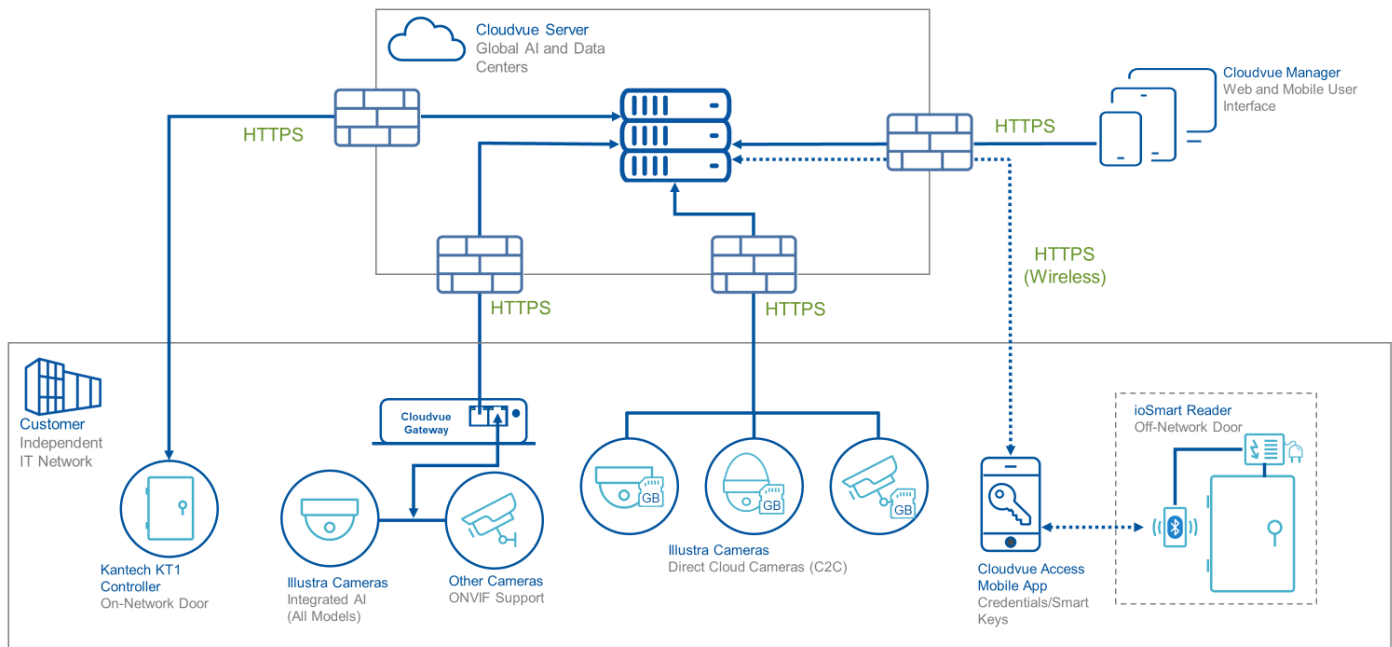 Cloudvue Server
Global AI and Data
Centers
Cloudvue Manager
Web and Mobile User
Interface
HTTPS
HTTPS
HTTPS
(Wireless)
HTTPS
HTTPS
Customer
Independent
IT Network
Cloudvue
Gateway
ioSmart Reader
Off-Network Door
GB
GB
GB
Kantech KT1
Controller
On-Network Door
Illustra Cameras
Integrated AI
(All Models)
Other Cameras
ONVIF Support
Illustra Cameras
Direct Cloud Cameras (C2C)
Cloudvue Access
Mobile App
Credentials/Smart
Keys